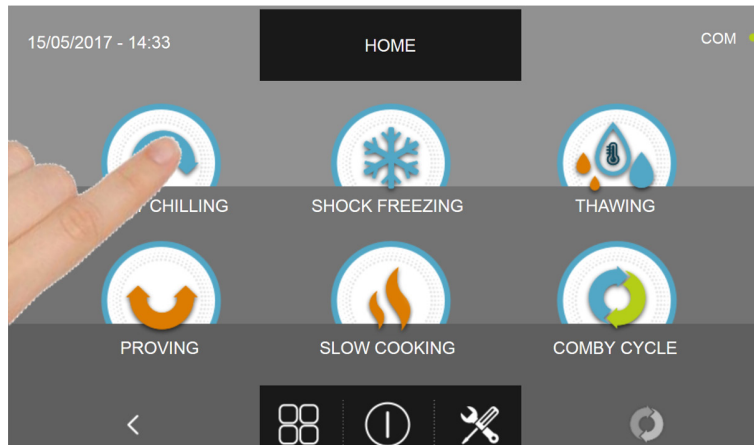 15/05/2017 - 14:33
HOME
COM
CHILLING
SHOCK FREEZING
THAWING
PROVING
SLOW COOKING
COMBY CYCLE